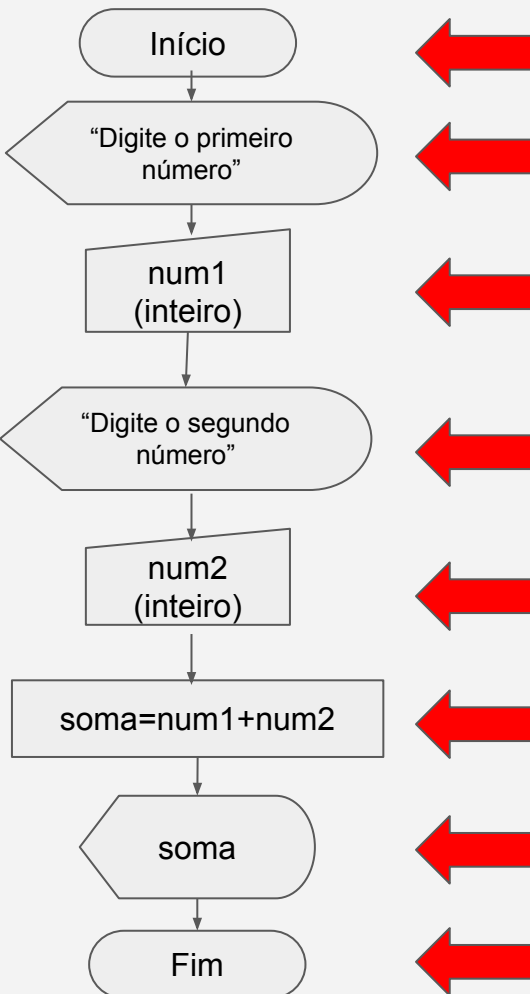 Início
“Digite o primeiro
número”
num1
(inteiro)
“Digite o segundo
número”
num2
(inteiro)
soma=num1+num2
soma
Fim